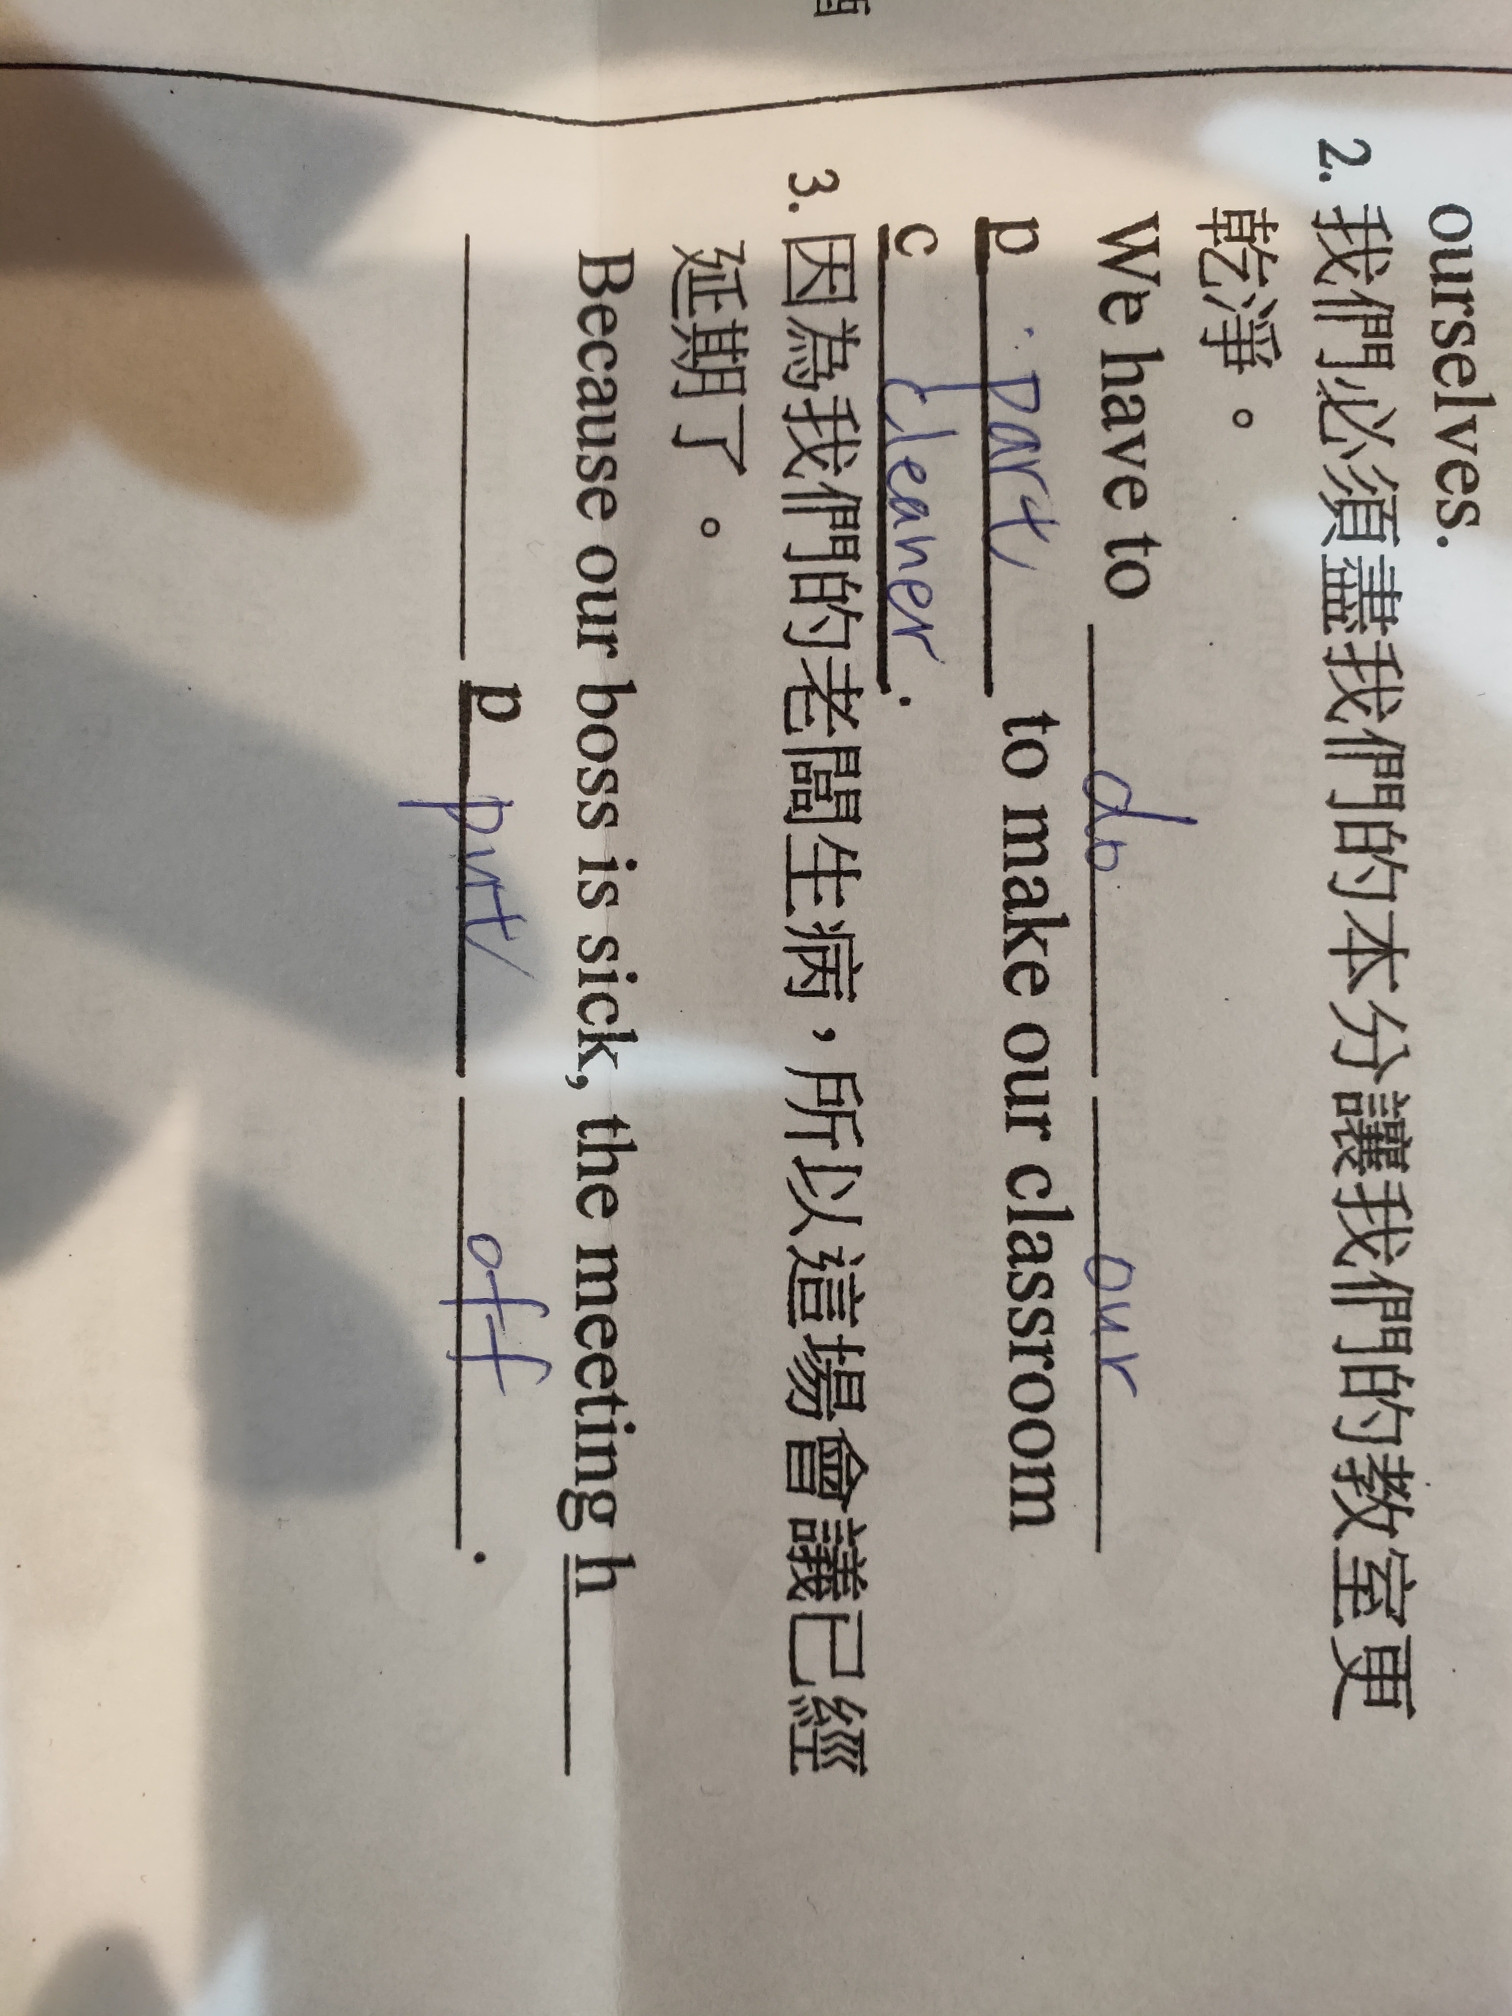 ourselves.
2. 我們必須盡我們的本分讓我們的教室更
乾淨。
We have to do our
p part to make our classroom
c cleaner.
3. 因為我們的老闆生病，所以這場會議已經
延期了。
Because our boss is sick, the meeting h
p put off.